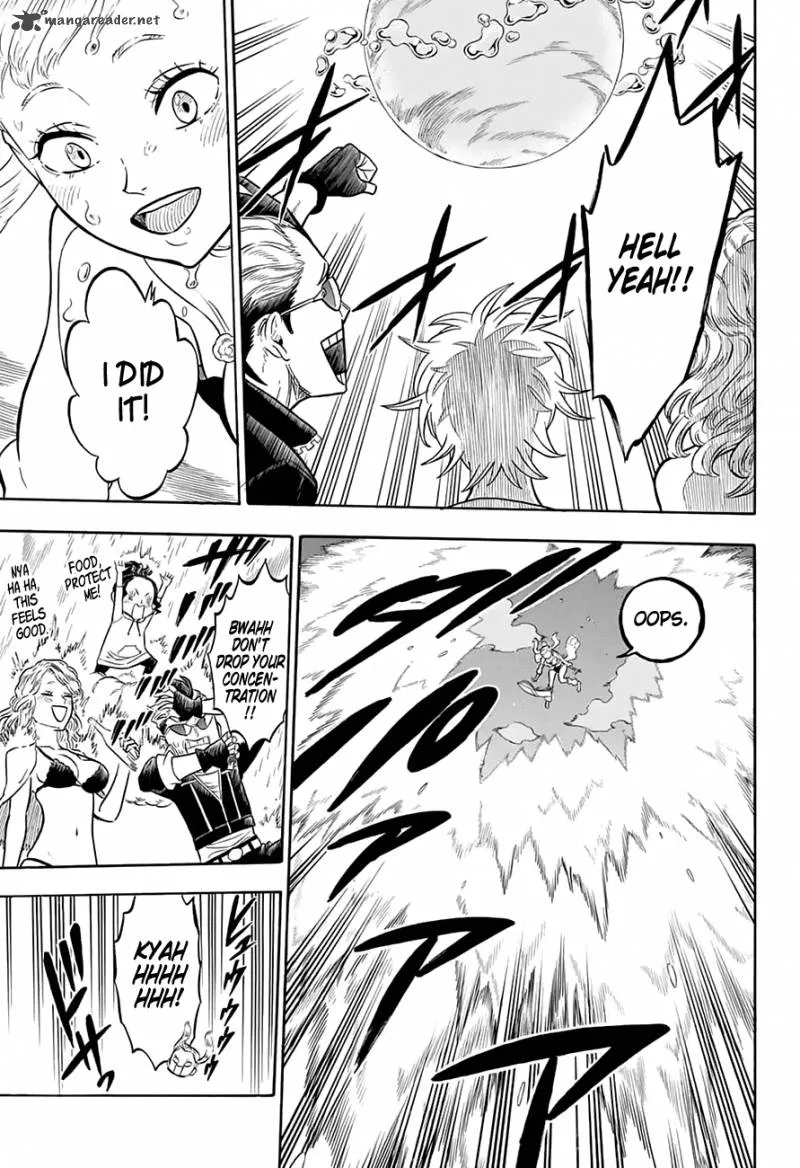 mangareader.net
HELL
YEAH!!
I DID
IT!
OOPS.
BWAHH
DON'T
DROP YOUR
CONCEN-
TRATION
!!
FOOD,
PROTECT
ME!
NYA
HA HA,
THIS
FEELS
GOOD.
KYAH
HHHH
HHH!